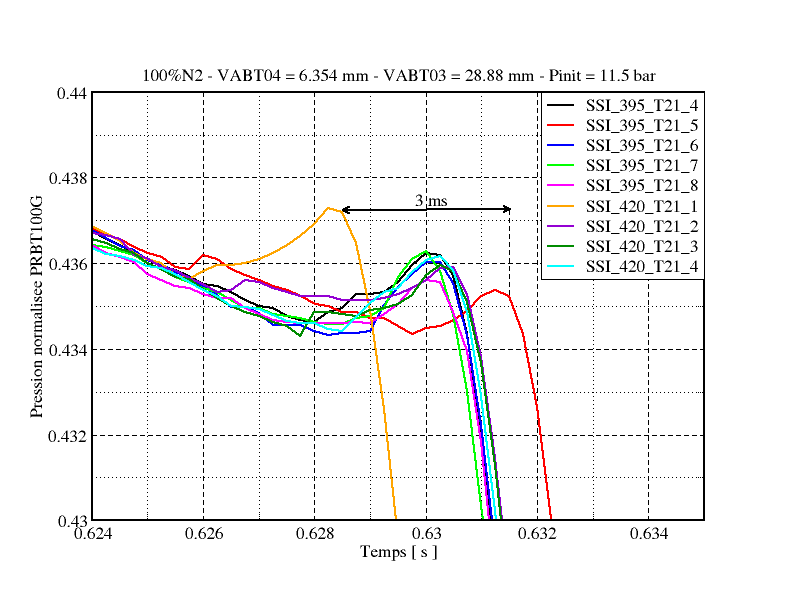 100%N2 - VABT04 = 6.354 mm - VABT03 = 28.88 mm - Pinit = 11.5 bar
0.44
0.438
0.436
0.434
0.432
0.43
Pression normalisee PRBT100G
3 ms
SSI_395_T21_4
SSI_395_T21_5
SSI_395_T21_6
SSI_395_T21_7
SSI_395_T21_8
SSI_420_T21_1
SSI_420_T21_2
SSI_420_T21_3
SSI_420_T21_4
0.624 0.626 0.628 0.63 0.632 0.634
Temps [ s ]